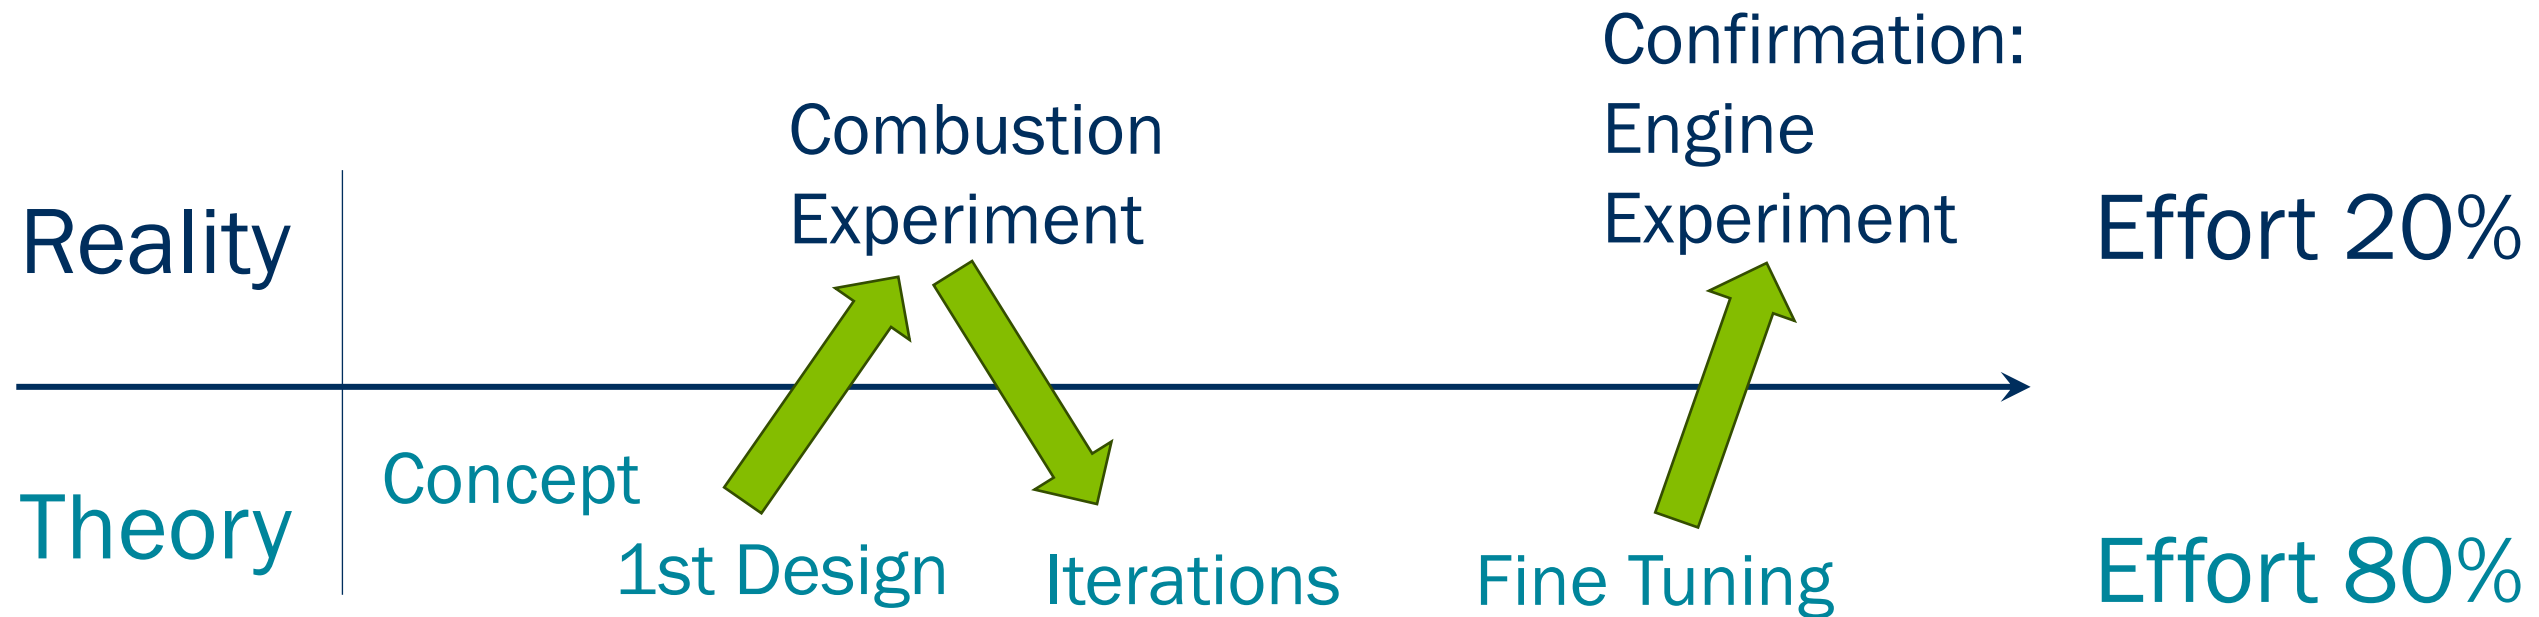 Confirmation:
Combustion
Engine
Reality
Experiment
Experiment
Effort 20%
Concept
Theory
1st Design
Iterations
Fine Tuning
Effort 80%